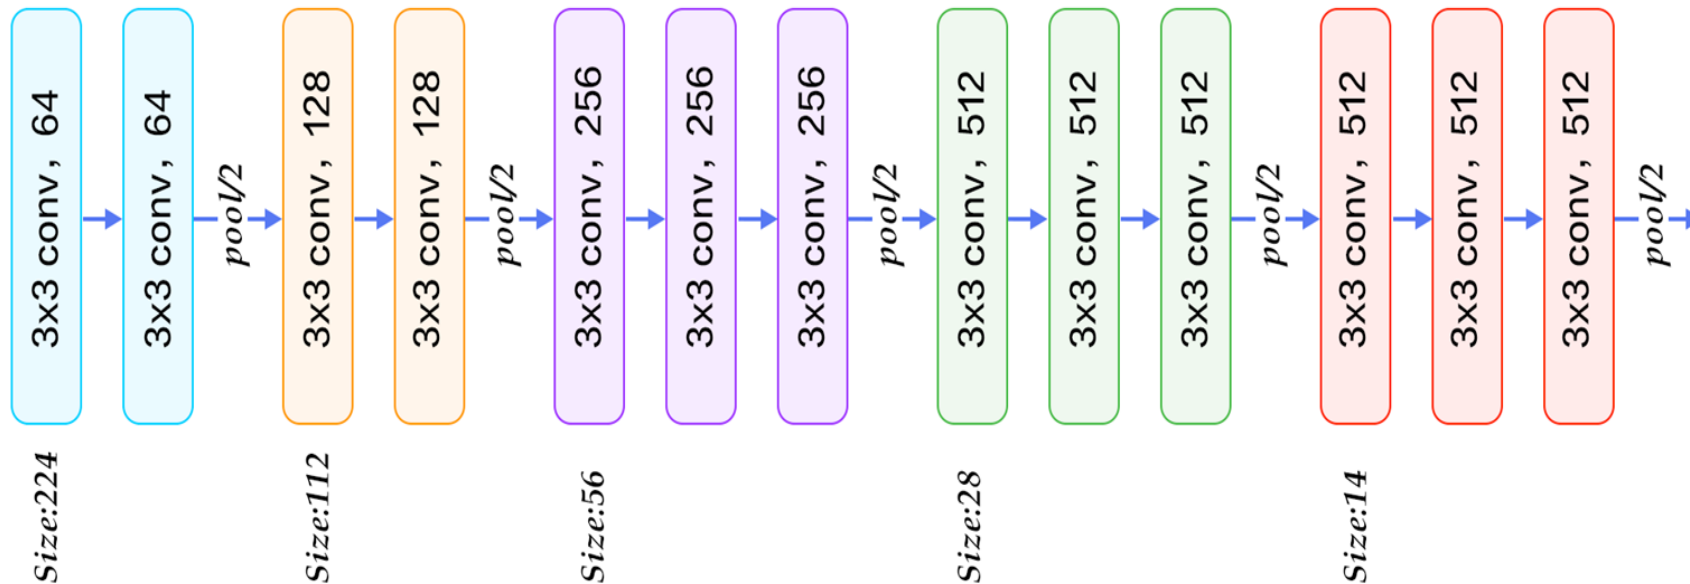 3x3 conv, 64
3x3 conv, 64
pool/2
3x3 conv, 128
3x3 conv, 128
pool/2
3x3 conv, 256
3x3 conv, 256
3x3 conv, 256
pool/2
3x3 conv, 512
3x3 conv, 512
3x3 conv, 512
pool/2
3x3 conv, 512
3x3 conv, 512
3x3 conv, 512
pool/2
Size:224
Size:112
Size:56
Size:28
Size:14